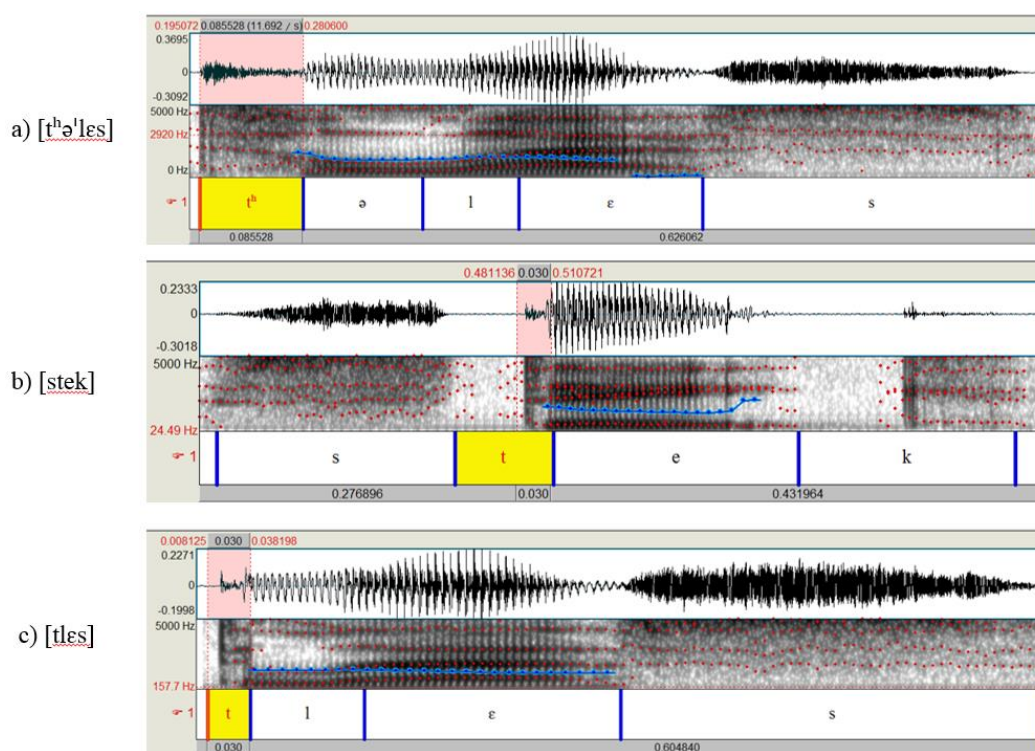 0.195072 0.085528 (11.692 / s) 0.280600
0.3695
0
-0.3092
5000 Hz
2920 Hz
0 Hz
a) [tʰəˈlɛs]
☞ 1
tʰ ə l ɛ s
0.085528 0.626062
0.481136 0.030 0.510721
0.2333
0
-0.3018
5000 Hz
b) [stek]
24.49 Hz
☞ 1
s t e k
0.276896 0.030 0.431964
0.008125 0.030 0.038198
0.2271
0
-0.1998
5000 Hz
c) [tlɛs]
157.7 Hz
☞ 1
t l ɛ s
0.030 0.604840